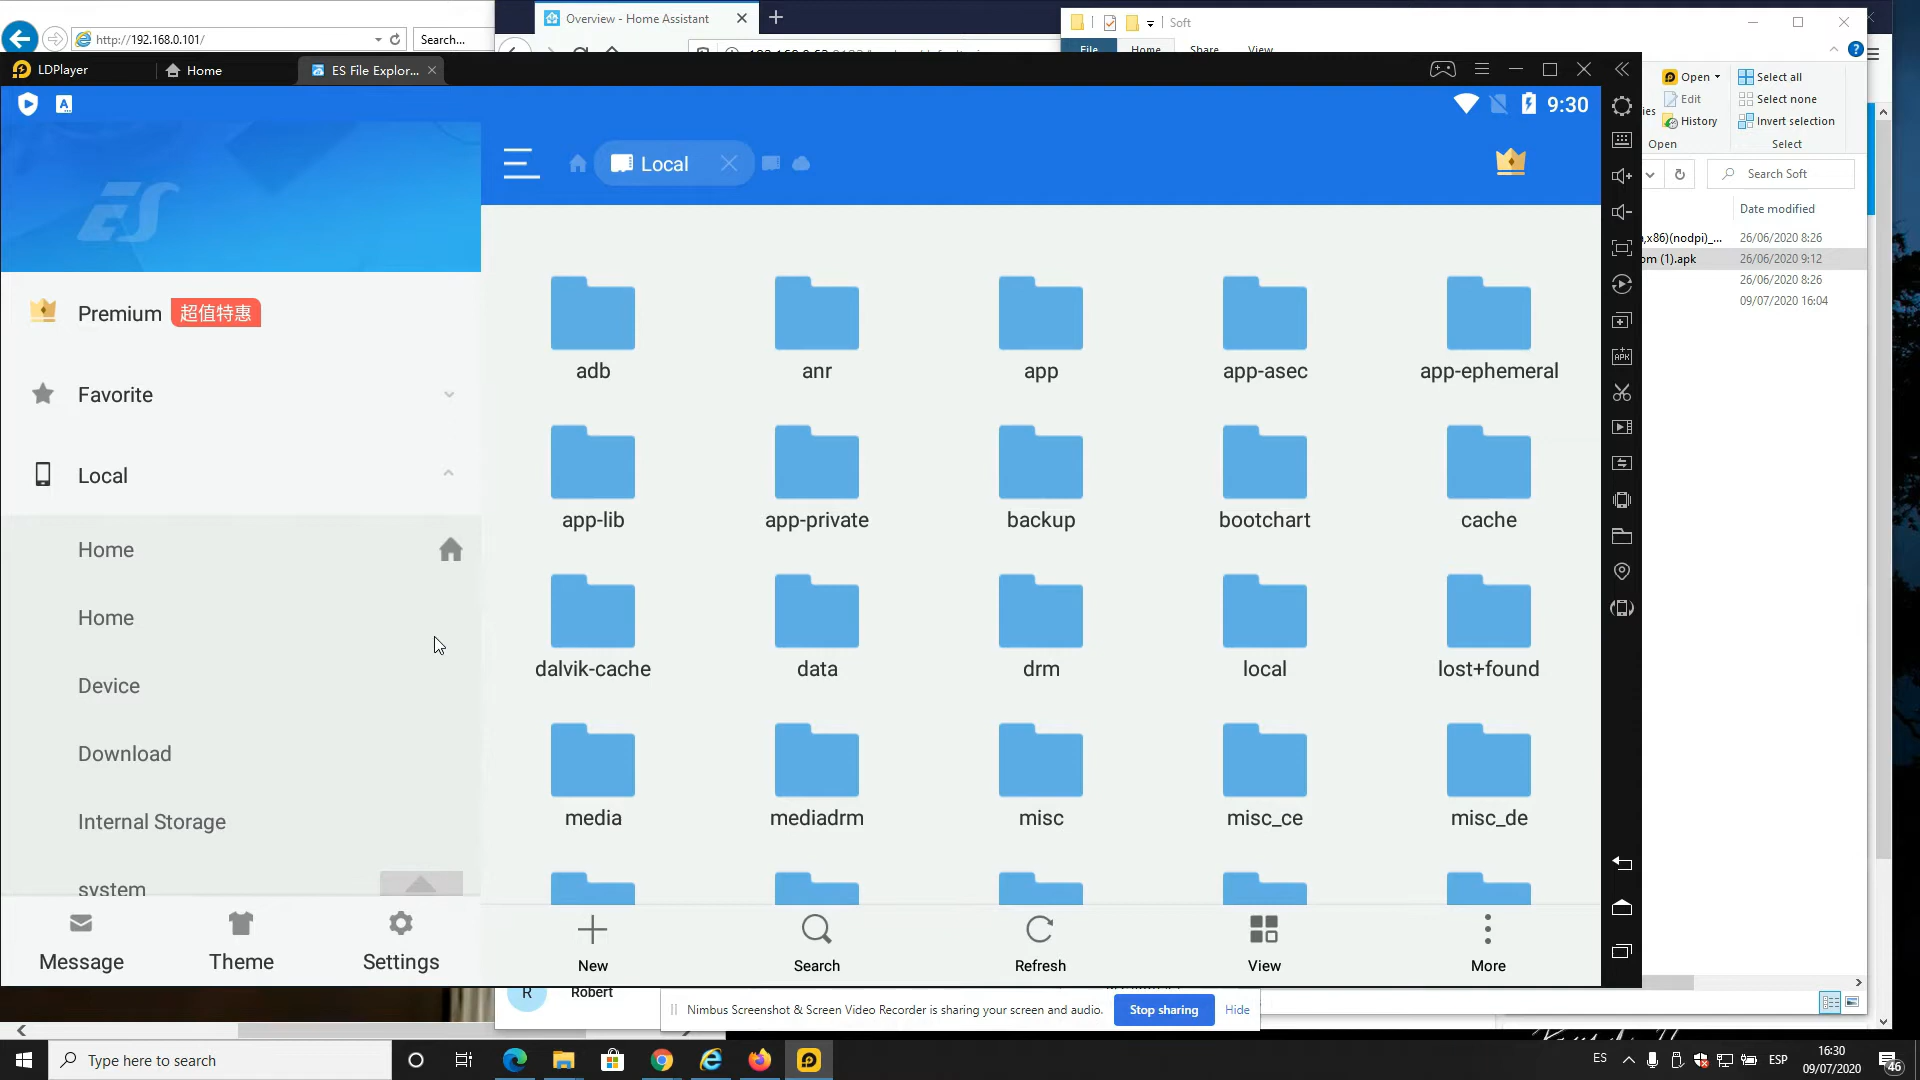 Overview - Home Assistant
Soft
http://192.168.0.101/
Search...
File
Home
Share
View
LDPlayer
Home
ES File Explor...
Open
Select all
Edit
Select none
History
Invert selection
Open
Select
9:30
ES
Local
Search Soft
Date modified
,x86)(nodpi)_...
26/06/2020 8:26
om (1).apk
26/06/2020 9:12
26/06/2020 8:26
09/07/2020 16:04
Premium
超值特惠
Favorite
Local
Home
Home
Device
Download
Internal Storage
system
Message
Theme
Settings
adb
anr
app
app-asec
app-ephemeral
app-lib
app-private
backup
bootchart
cache
dalvik-cache
data
drm
local
lost+found
media
mediadrm
misc
misc_ce
misc_de
New
Search
Refresh
View
More
APK
R
Robert
Nimbus Screenshot & Screen Video Recorder is sharing your screen and audio.
Stop sharing
Hide
Type here to search
ES
ESP
16:30
09/07/2020
46